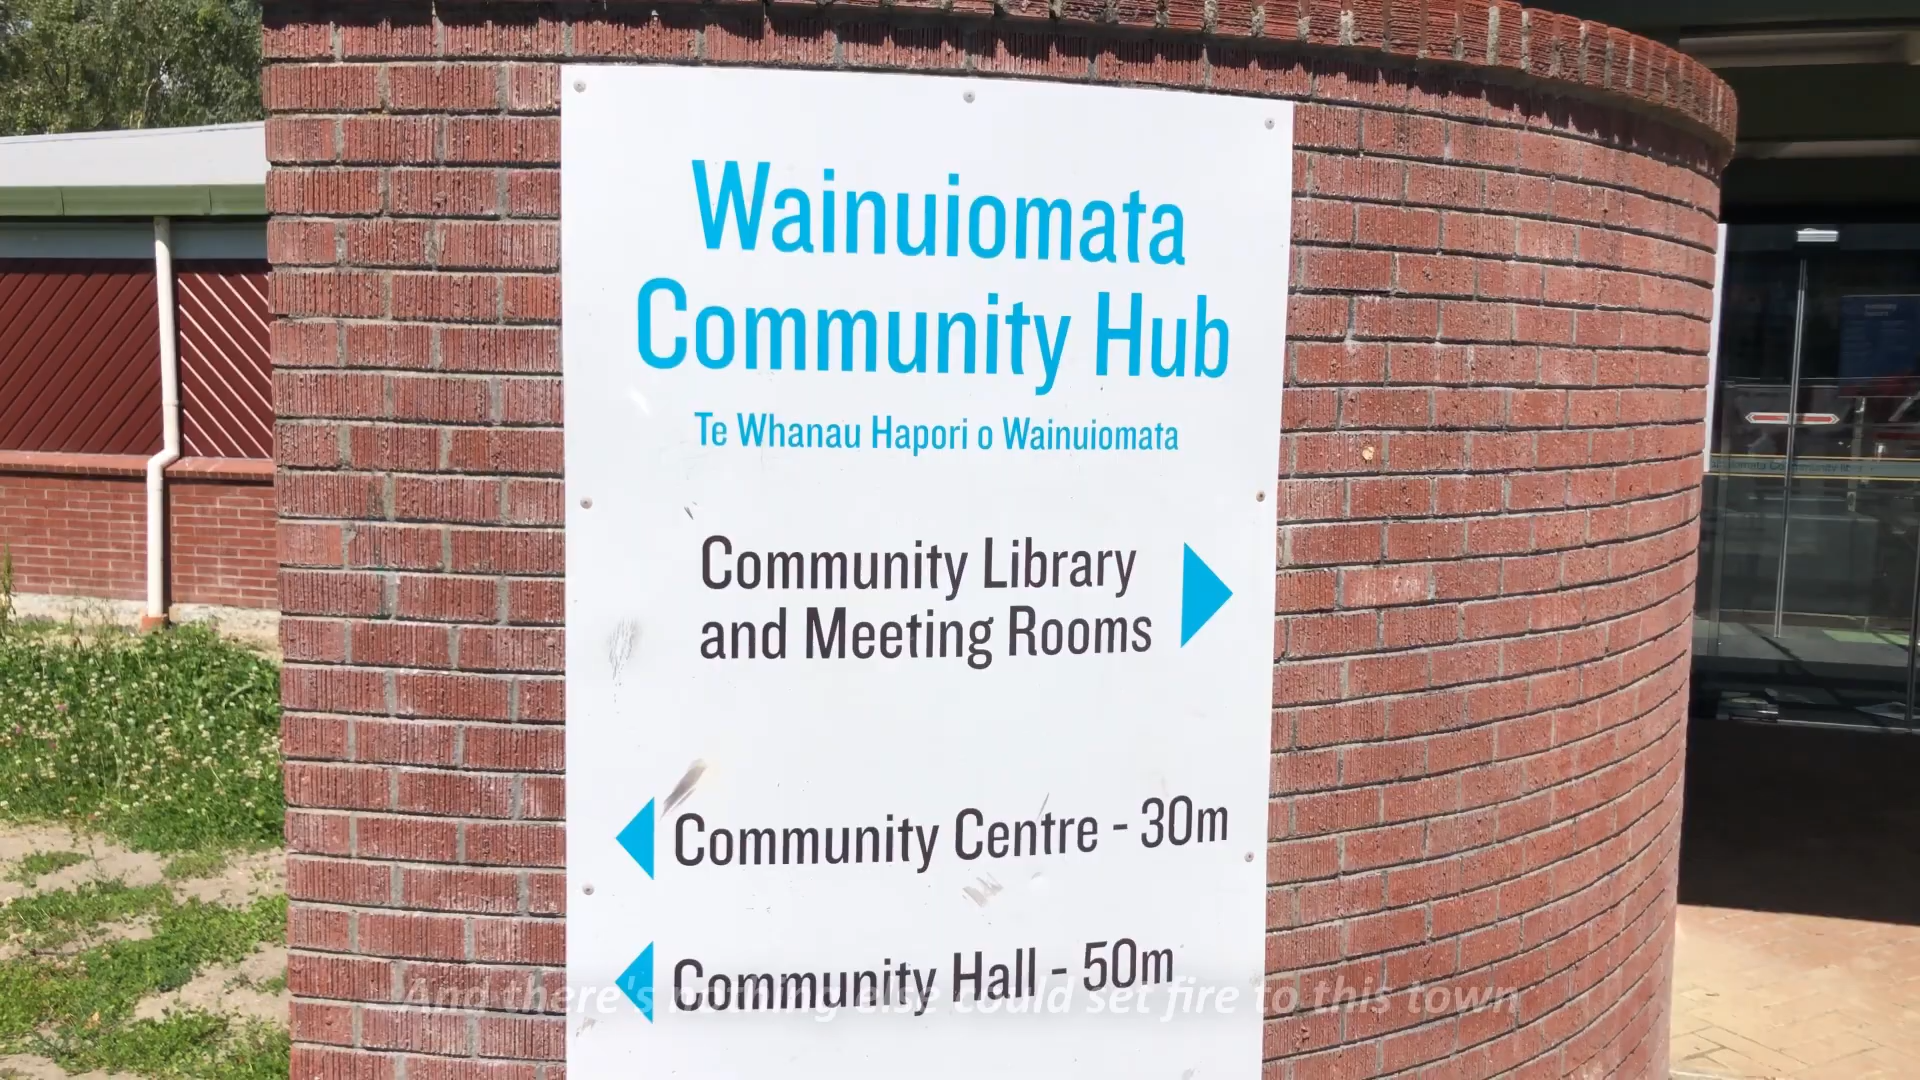 Wainuiomata
Community Hub
Te Whanau Hapori o Wainuiomata
Community Library
and Meeting Rooms
Community Centre - 30m
Community Hall - 50m
And there's nothing else could set fire to this town